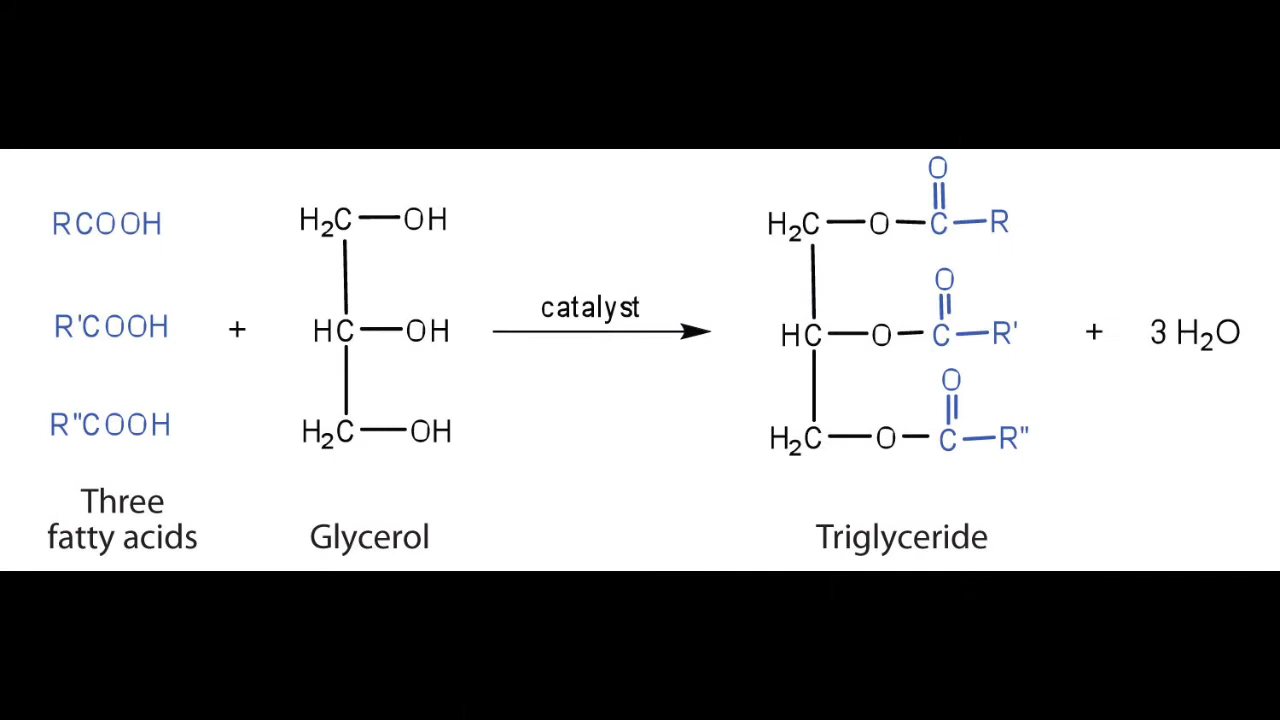 RCOOH
R'COOH
R"COOH
+
H₂C—OH
HC—OH
H₂C—OH
catalyst
O
H₂C—O—C—R
O
HC—O—C—R'
O
H₂C—O—C—R"
+
3 H₂O
Three
fatty acids
Glycerol
Triglyceride